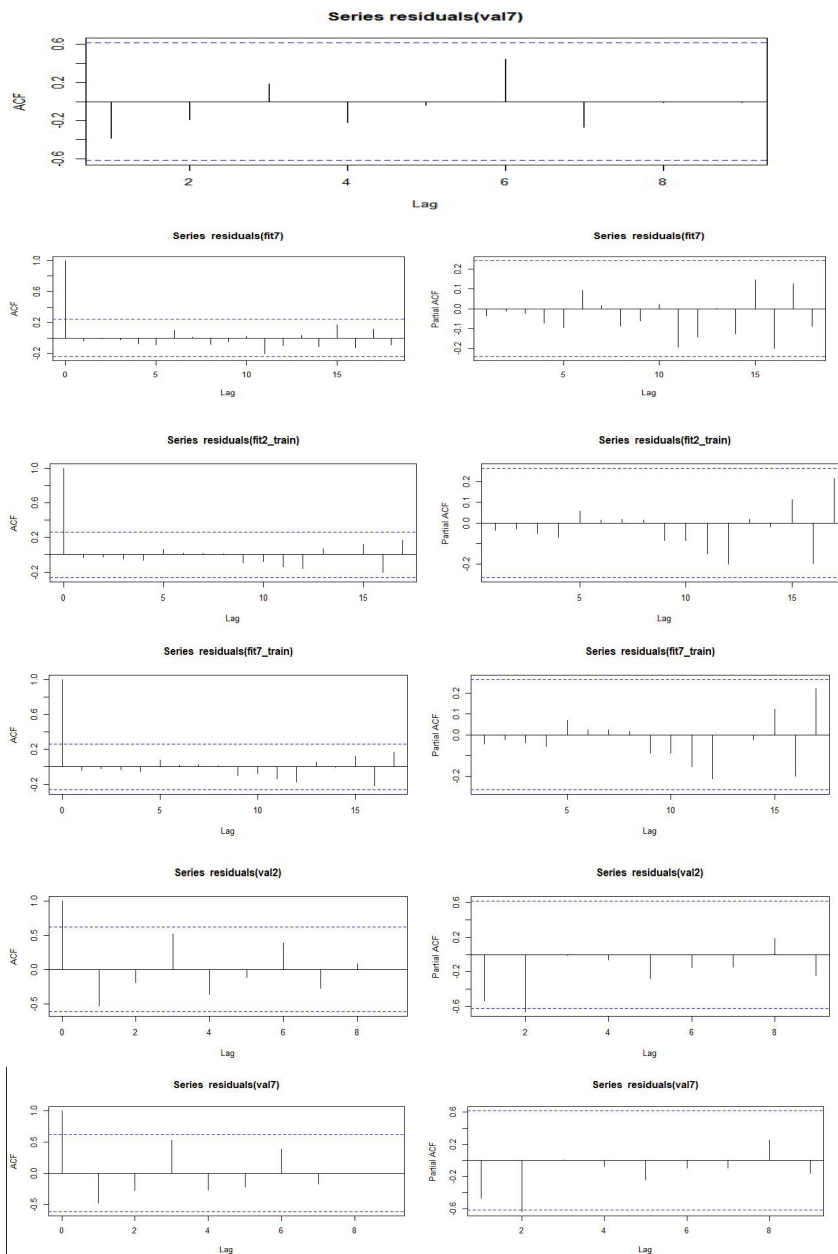 Series residuals(val7)
ACF
0.6
0.2
-0.2
-0.6
2 4 6 8
Lag
Series residuals(fit7)
ACF
1.0
0.6
0.2
-0.2
0 5 10 15
Lag
Series residuals(fit7)
Partial ACF
0.2
0.1
0.0
-0.1
-0.2
5 10 15
Lag
Series residuals(fit2_train)
ACF
1.0
0.6
0.2
-0.2
0 5 10 15
Lag
Series residuals(fit2_train)
Partial ACF
0.2
0.1
0.0
-0.2
5 10 15
Lag
Series residuals(fit7_train)
ACF
1.0
0.6
0.2
-0.2
0 5 10 15
Lag
Series residuals(fit7_train)
Partial ACF
0.2
0.1
0.0
-0.2
5 10 15
Lag
Series residuals(val2)
ACF
1.0
0.5
0.0
-0.5
0 2 4 6 8
Lag
Series residuals(val2)
Partial ACF
0.6
0.2
-0.2
-0.6
2 4 6 8
Lag
Series residuals(val7)
ACF
1.0
0.5
0.0
-0.5
0 2 4 6 8
Lag
Series residuals(val7)
Partial ACF
0.6
0.2
-0.2
-0.6
2 4 6 8
Lag